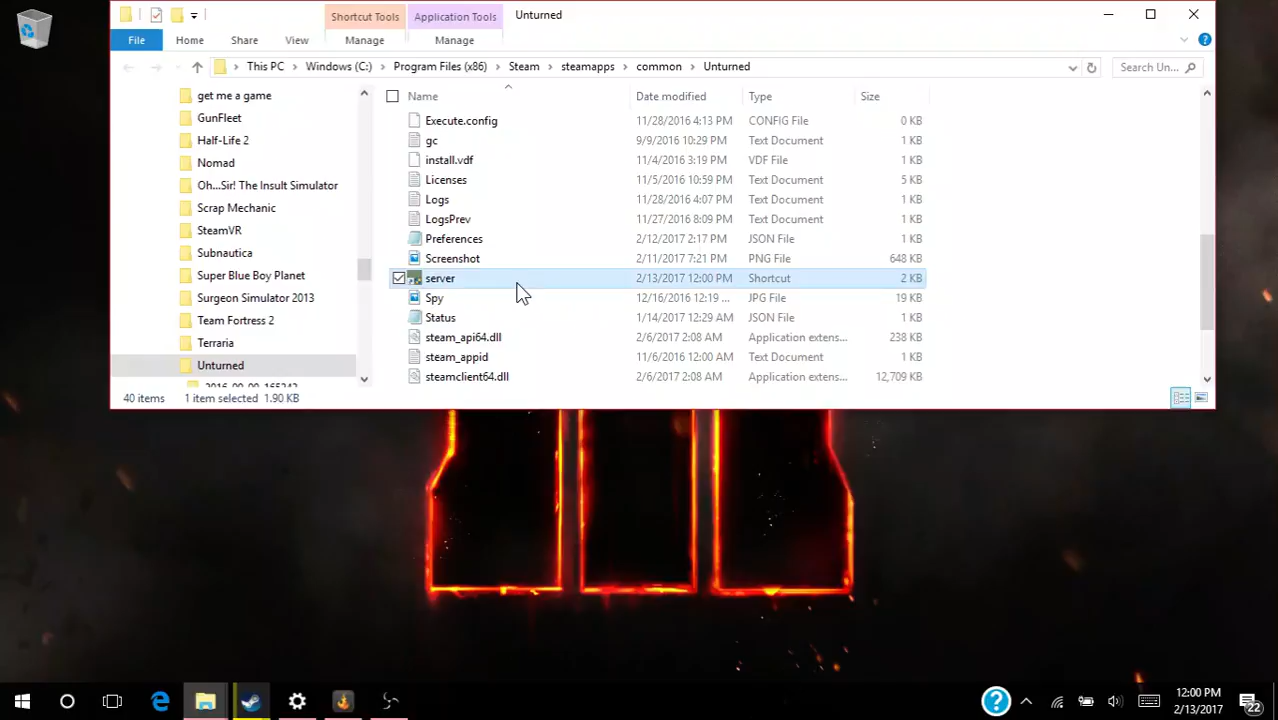 Shortcut Tools Application Tools Unturned
File Home Share View Manage Manage
This PC Windows (C:) Program Files (x86) Steam steamapps common Unturned Search Un...
Name Date modified Type Size
get me a game
GunFleet
Half-Life 2
Nomad
Oh...Sir! The Insult Simulator
Scrap Mechanic
SteamVR
Subnautica
Super Blue Boy Planet
Surgeon Simulator 2013
Team Fortress 2
Terraria
Unturned
Execute.config 11/28/2016 4:13 PM CONFIG File 0 KB
gc 9/9/2016 10:29 PM Text Document 1 KB
install.vdf 11/4/2016 3:19 PM VDF File 1 KB
Licenses 11/5/2016 10:59 PM Text Document 5 KB
Logs 11/28/2016 4:07 PM Text Document 1 KB
LogsPrev 11/27/2016 8:09 PM Text Document 1 KB
Preferences 2/12/2017 2:17 PM JSON File 1 KB
Screenshot 2/11/2017 7:21 PM PNG File 648 KB
server 2/13/2017 12:00 PM Shortcut 2 KB
Spy 12/16/2016 12:19 ... JPG File 19 KB
Status 1/14/2017 12:29 AM JSON File 1 KB
steam_api64.dll 2/6/2017 2:08 AM Application extens... 238 KB
steam_appid 11/6/2016 12:00 AM Text Document 1 KB
steamclient64.dll 2/6/2017 2:08 AM Application extens... 12,709 KB
40 items 1 item selected 1.90 KB
12:00 PM
2/13/2017
22